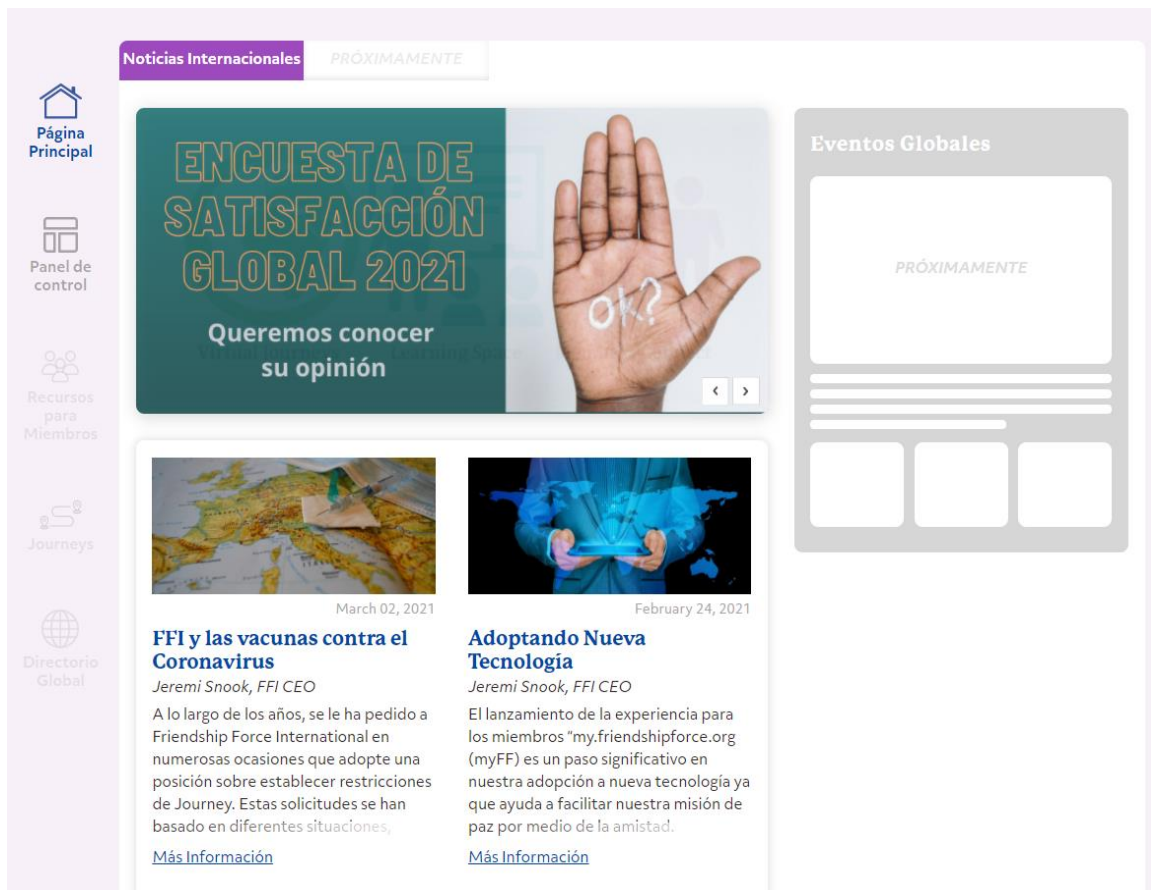 Noticias Internacionales
PRÓXIMAMENTE
Página
Principal
Panel de
control
Recursos
para
Miembros
Journeys
Directorio
Global
ENCUESTA DE
SATISFACCIÓN
GLOBAL 2021
Queremos conocer
su opinión
Virtual Journeys
Learning Space
ok?
‹ ›
Eventos Globales
PRÓXIMAMENTE
March 02, 2021
FFI y las vacunas contra el
Coronavirus
Jeremi Snook, FFI CEO
A lo largo de los años, se le ha pedido a
Friendship Force International en
numerosas ocasiones que adopte una
posición sobre establecer restricciones
de Journey. Estas solicitudes se han
basado en diferentes situaciones,
Más Información
February 24, 2021
Adoptando Nueva
Tecnología
Jeremi Snook, FFI CEO
El lanzamiento de la experiencia para
los miembros "my.friendshipforce.org
(myFF) es un paso significativo en
nuestra adopción a nueva tecnología ya
que ayuda a facilitar nuestra misión de
paz por medio de la amistad.
Más Información